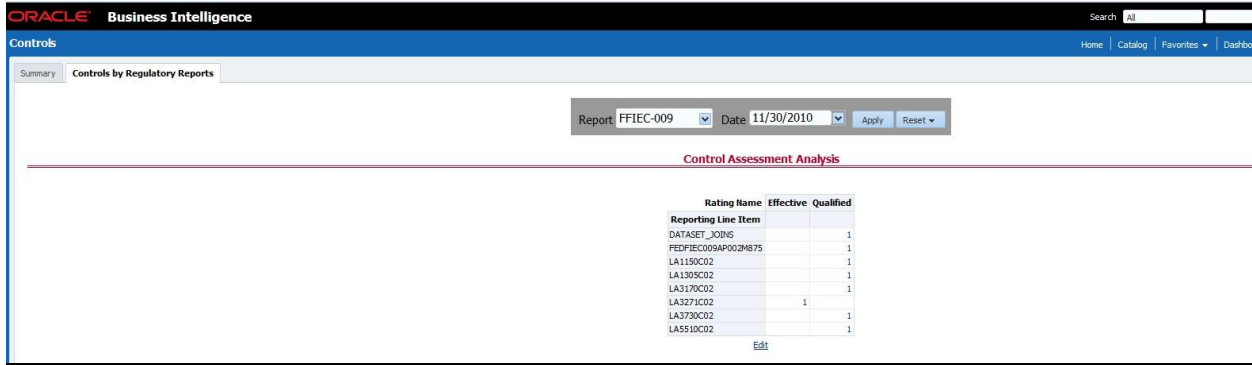 ORACLE Business Intelligence Search All
Controls Home Catalog Favorites Dashbo
Summary Controls by Regulatory Reports
Report FFIEC-009 Date 11/30/2010 Apply Reset
Control Assessment Analysis
Rating Name Effective Qualified
Reporting Line Item
DATASET_JOINS 1
FEDFIEC009AP002M875 1
LA1150C02 1
LA1305C02 1
LA3170C02 1
LA3271C02 1
LA3730C02 1
LA5510C02 1
Edit